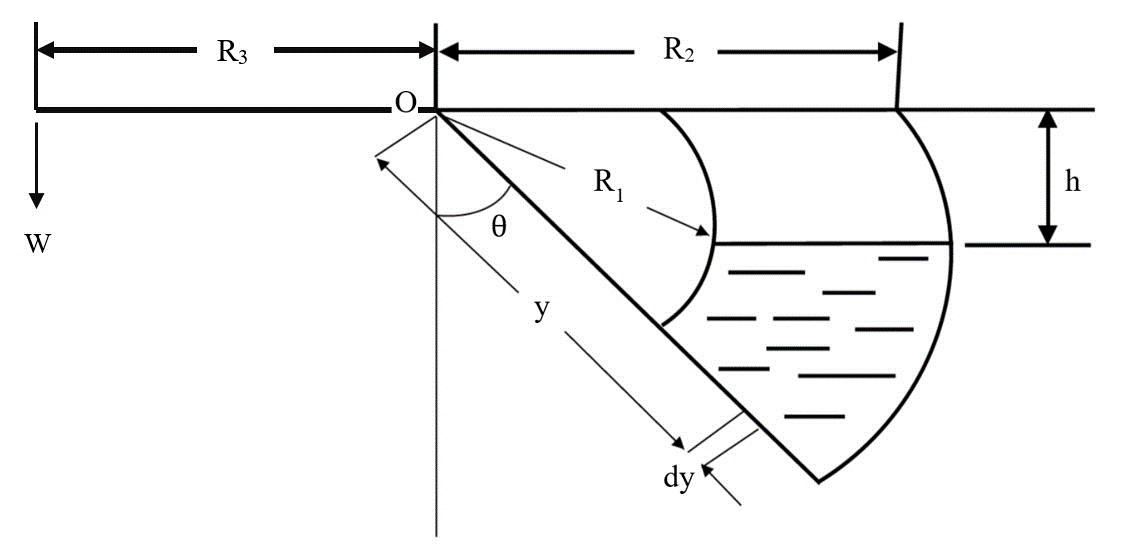 R₃
R₂
O
R₁
h
θ
W
y
dy